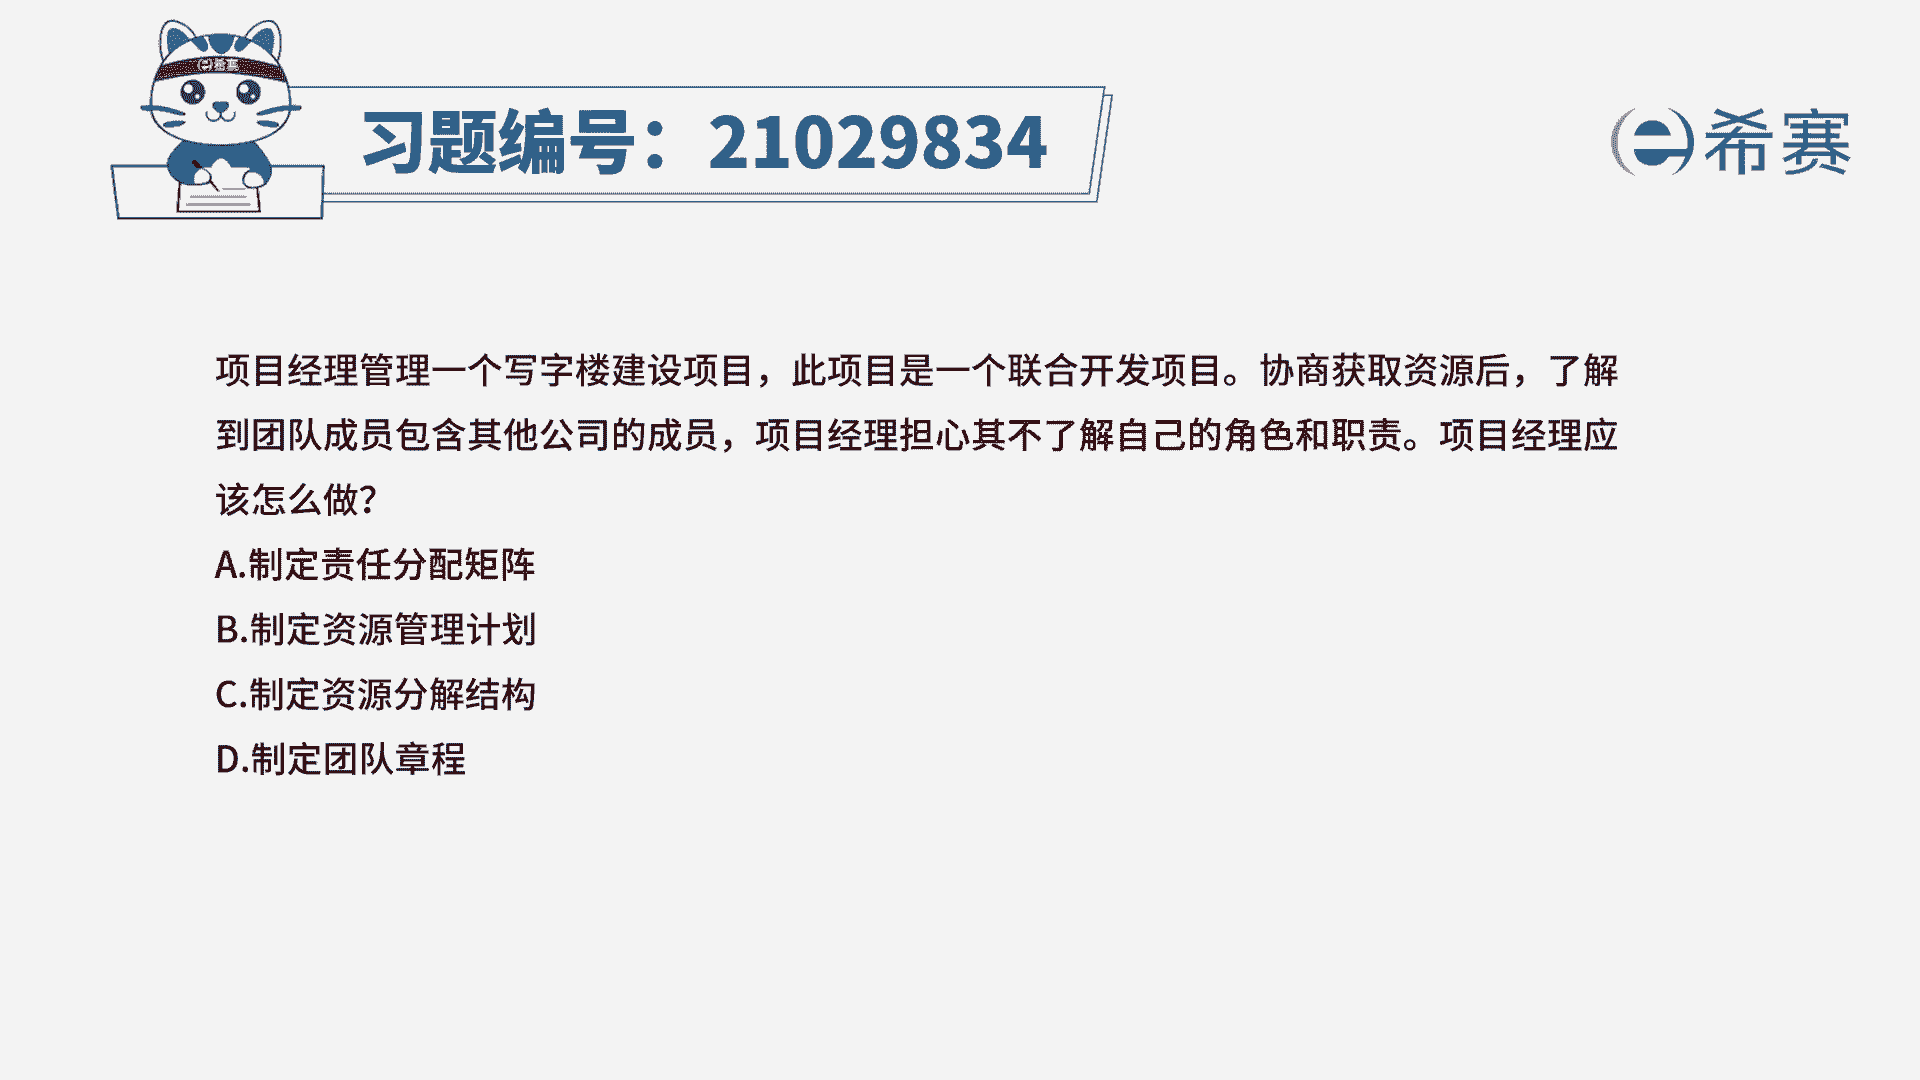 希赛
习题编号：21029834
希赛
项目经理管理一个写字楼建设项目，此项目是一个联合开发项目。协商获取资源后，了解
到团队成员包含其他公司的成员，项目经理担心其不了解自己的角色和职责。项目经理应
该怎么做？
A.制定责任分配矩阵
B.制定资源管理计划
C.制定资源分解结构
D.制定团队章程